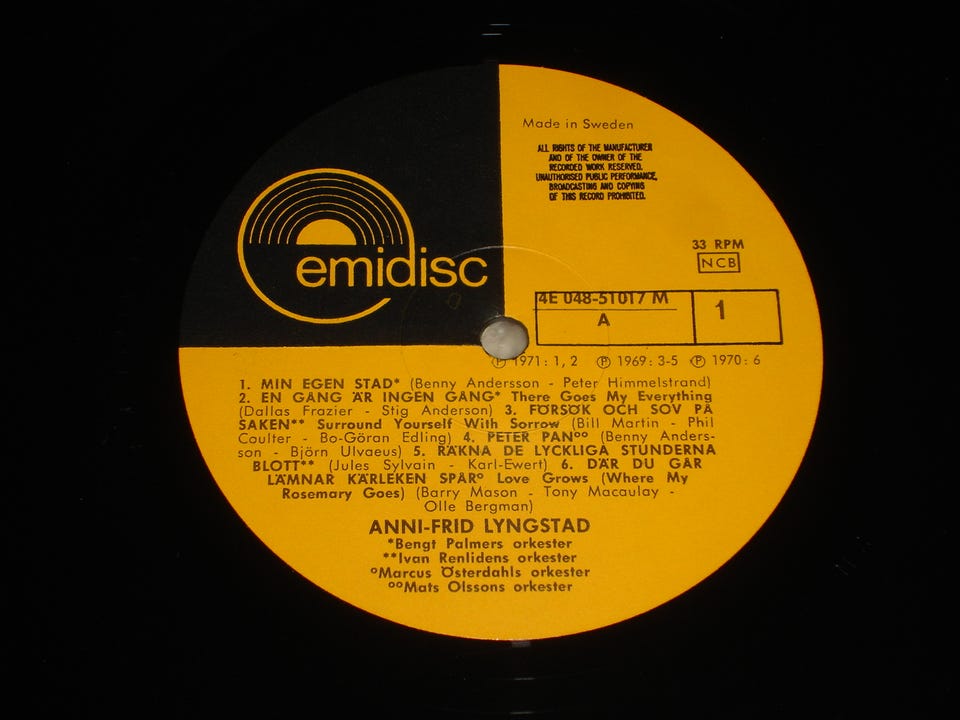 Made in Sweden
ALL RIGHTS OF THE MANUFACTURER
AND OF THE OWNER OF THE
RECORDED WORK RESERVED.
UNAUTHORISED PUBLIC PERFORMANCE,
BROADCASTING AND COPYING
OF THIS RECORD PROHIBITED.
emidisc
33 RPM
NCB
4E 048-51017 M
A
1
Ⓟ 1971: 1, 2 Ⓟ 1969: 3-5 Ⓟ 1970: 6
1. MIN EGEN STAD* (Benny Andersson - Peter Himmelstrand)
2. EN GÅNG ÄR INGEN GÅNG* There Goes My Everything
(Dallas Frazier - Stig Anderson) 3. FÖRSÖK OCH SOV PÅ
SAKEN** Surround Yourself With Sorrow (Bill Martin - Phil
Coulter - Bo-Göran Edling) 4. PETER PAN°° (Benny Anders-
son - Björn Ulvaeus) 5. RÄKNA DE LYCKLIGA STUNDERNA
BLOTT** (Jules Sylvain - Karl-Ewert) 6. DÄR DU GÅR
LÄMNAR KÄRLEKEN SPÅR° Love Grows (Where My
Rosemary Goes) (Barry Mason - Tony Macaulay -
Olle Bergman)
ANNI-FRID LYNGSTAD
*Bengt Palmers orkester
**Ivan Renlidens orkester
°Marcus Österdahls orkester
°°Mats Olssons orkester